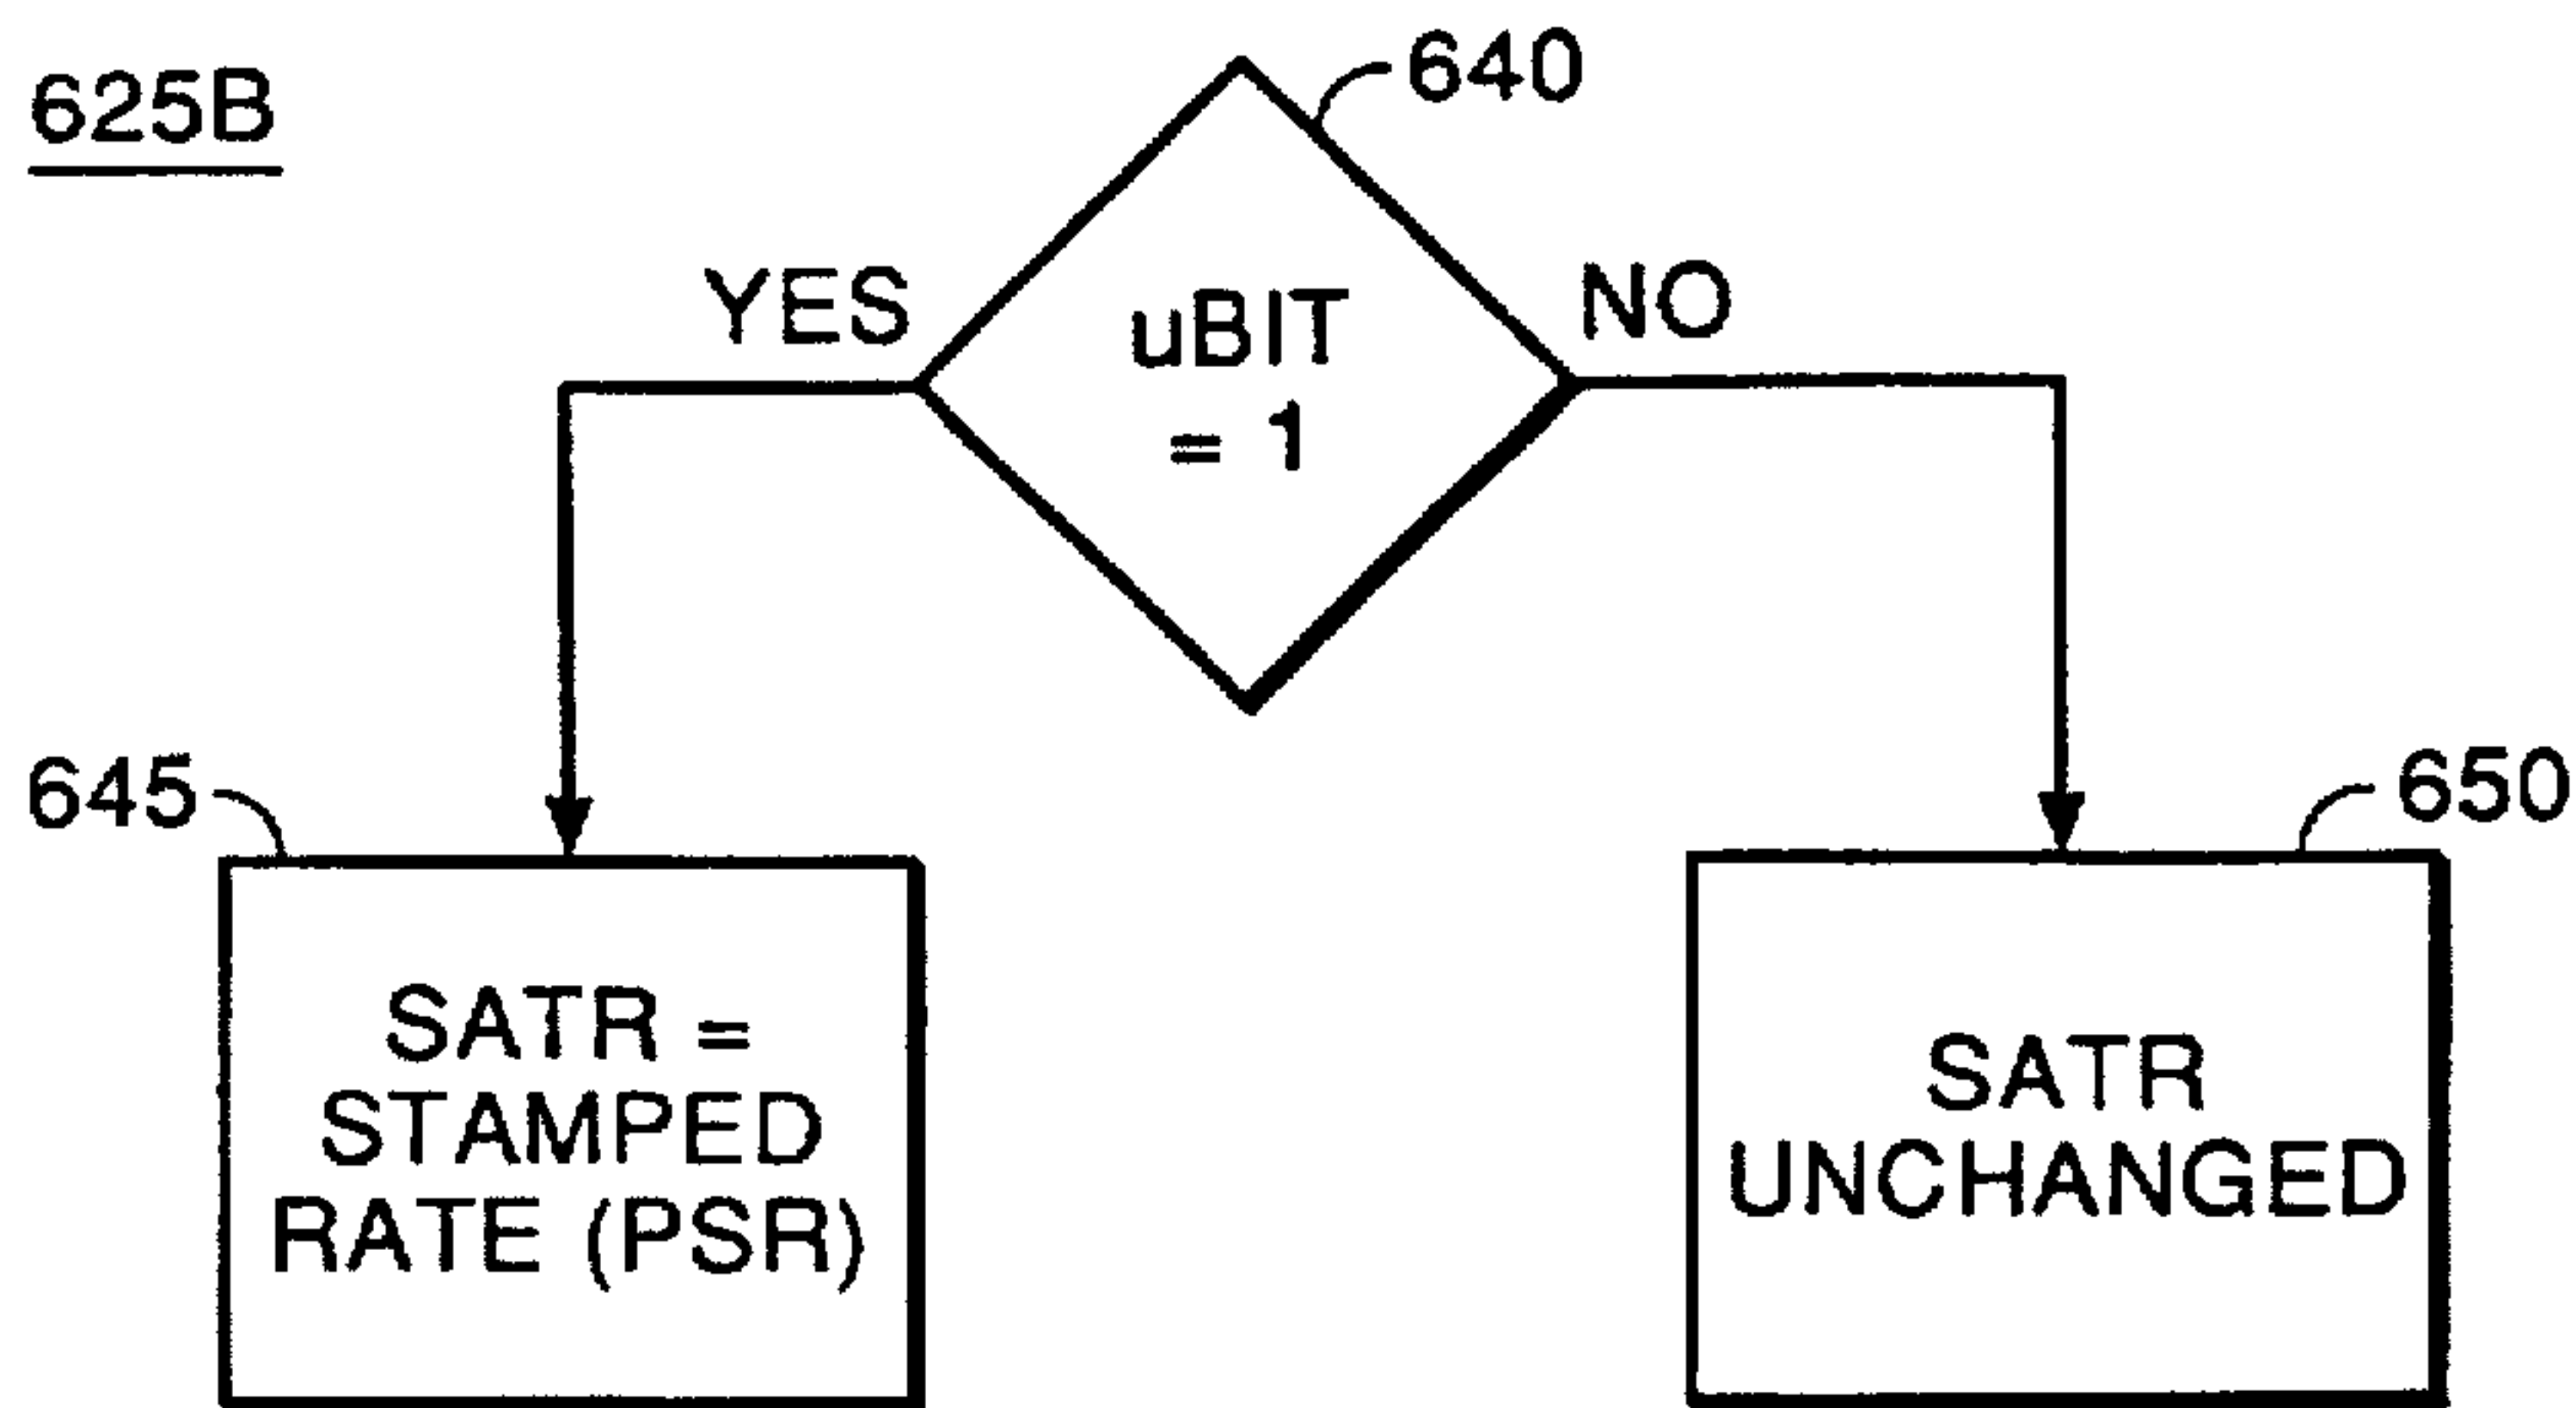 625B
640
YES
uBIT
= 1
NO
645
650
SATR =
STAMPED
RATE (PSR)
SATR
UNCHANGED